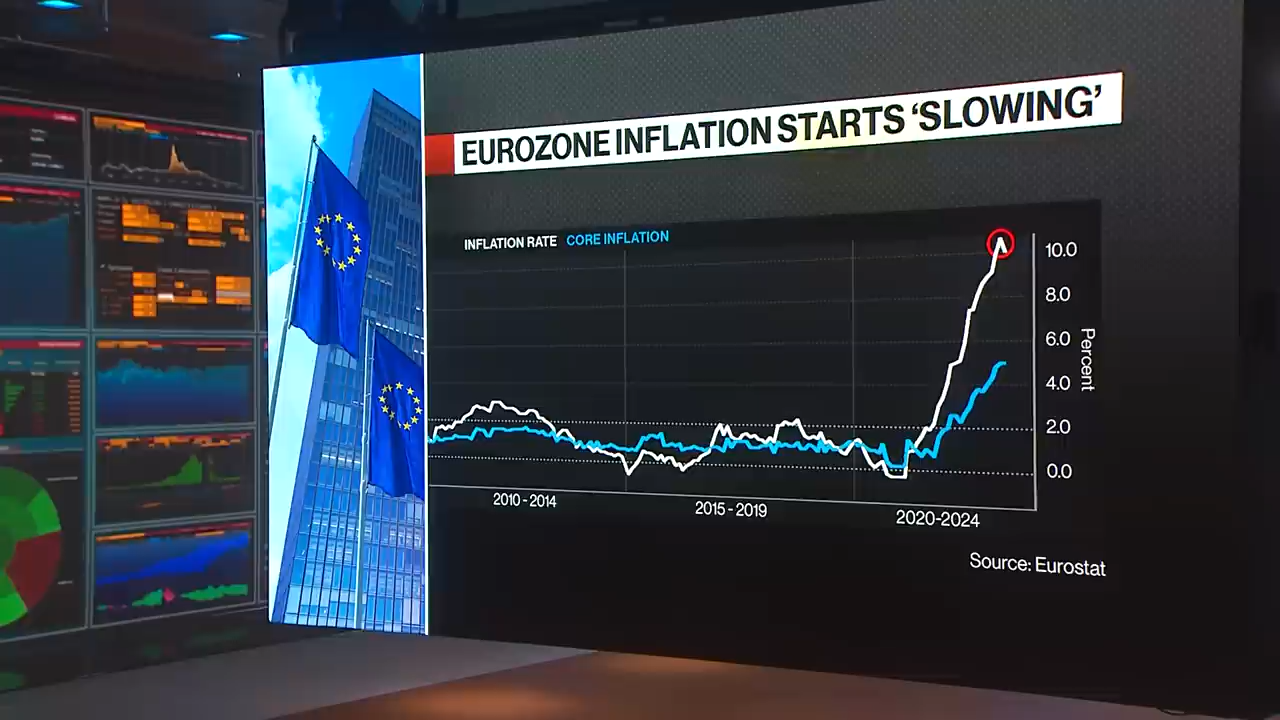 EUROZONE INFLATION STARTS ‘SLOWING’
INFLATION RATE CORE INFLATION
10.0
8.0
6.0
4.0
2.0
0.0
Percent
2010 - 2014
2015 - 2019
2020-2024
Source: Eurostat